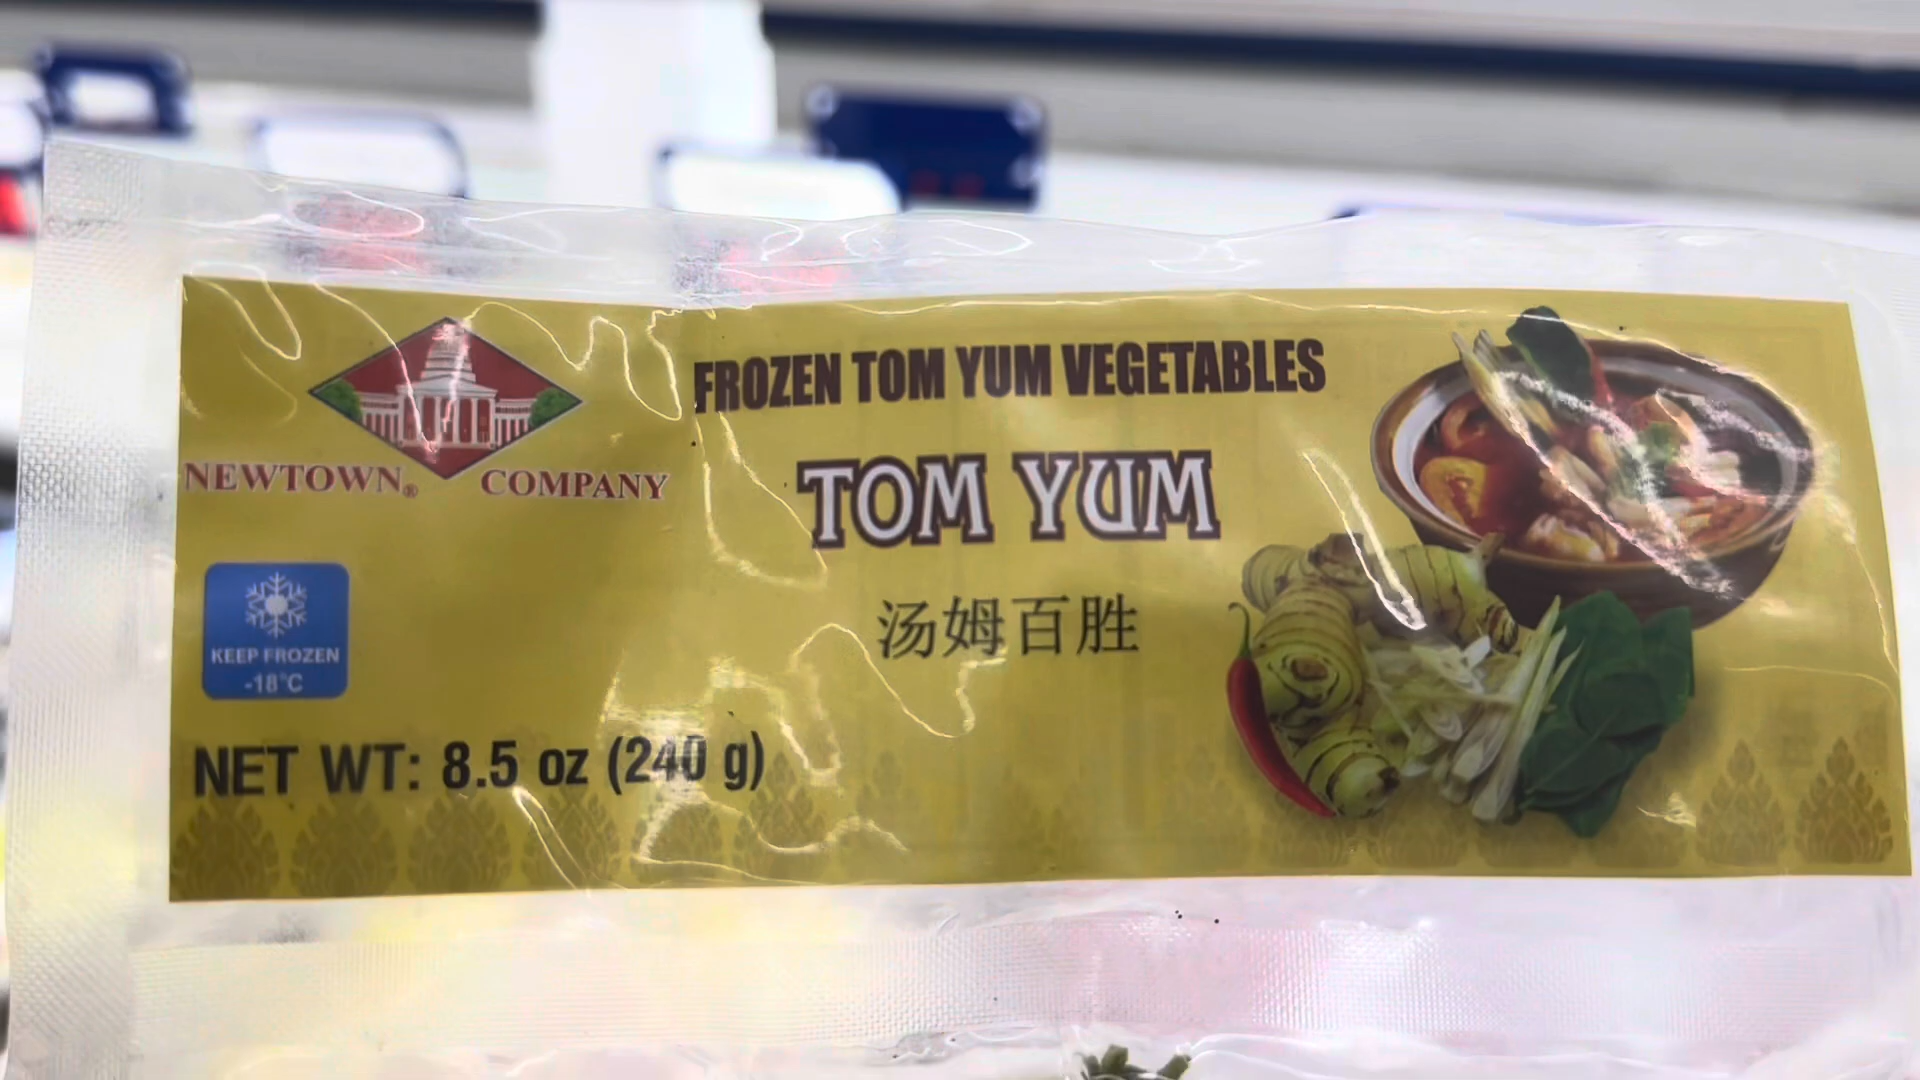 FROZEN TOM YUM VEGETABLES
NEWTOWN® COMPANY
TOM YUM
汤姆百胜
KEEP FROZEN
-18°C
NET WT: 8.5 oz (240 g)